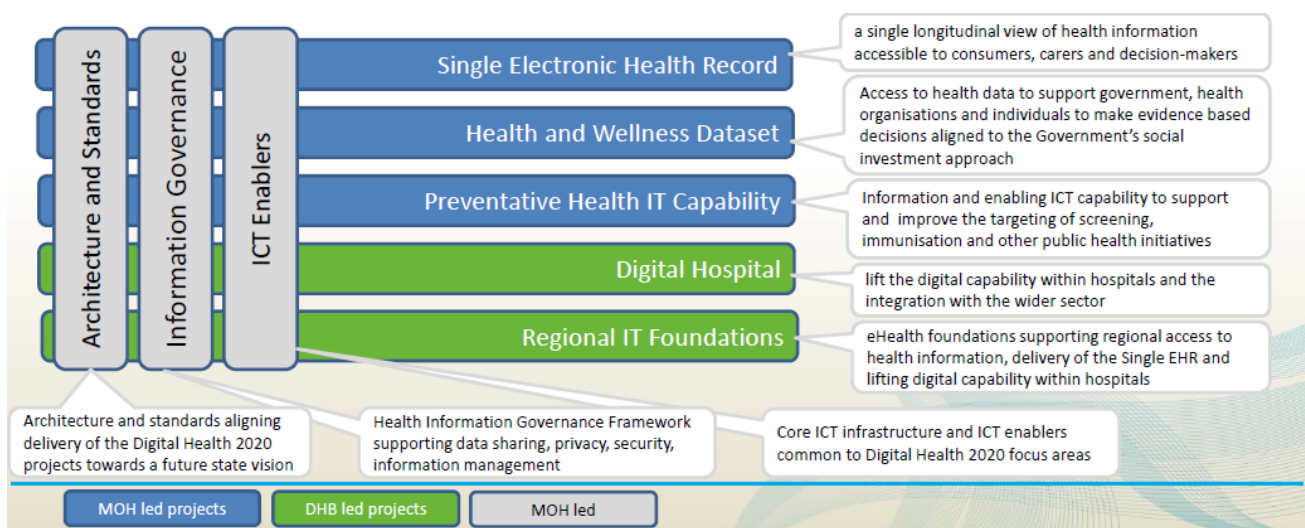 Architecture and Standards
Information Governance
ICT Enablers
Single Electronic Health Record
a single longitudinal view of health information
accessible to consumers, carers and decision-makers
Health and Wellness Dataset
Access to health data to support government, health
organisations and individuals to make evidence based
decisions aligned to the Government's social
investment approach
Preventative Health IT Capability
Information and enabling ICT capability to support
and improve the targeting of screening,
immunisation and other public health initiatives
Digital Hospital
lift the digital capability within hospitals and the
integration with the wider sector
Regional IT Foundations
eHealth foundations supporting regional access to
health information, delivery of the Single EHR and
lifting digital capability within hospitals
Architecture and standards aligning
delivery of the Digital Health 2020
projects towards a future state vision
Health Information Governance Framework
supporting data sharing, privacy, security,
information management
Core ICT infrastructure and ICT enablers
common to Digital Health 2020 focus areas
MOH led projects
DHB led projects
MOH led